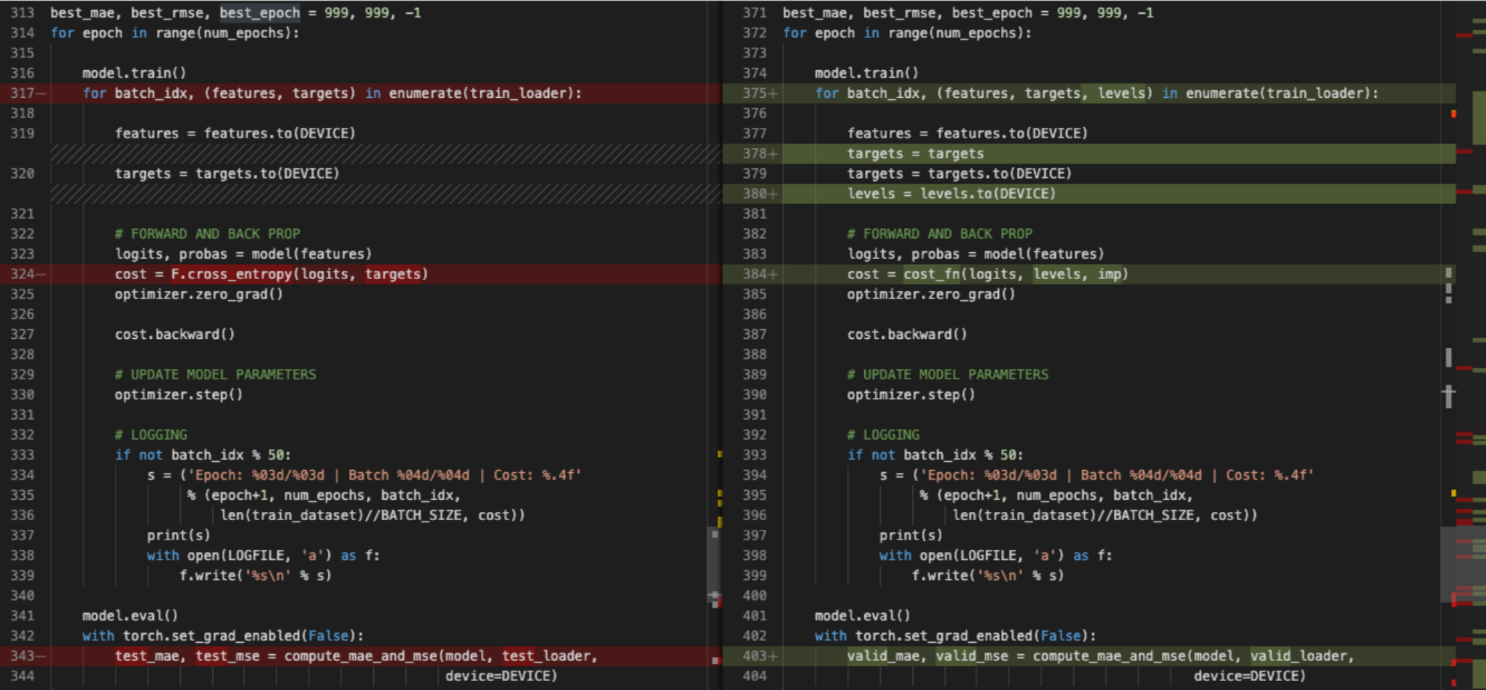 313 best_mae, best_rmse, best_epoch = 999, 999, -1
314 for epoch in range(num_epochs):
315
316     model.train()
317—     for batch_idx, (features, targets) in enumerate(train_loader):
318
319         features = features.to(DEVICE)
320         targets = targets.to(DEVICE)
321
322         # FORWARD AND BACK PROP
323         logits, probas = model(features)
324—         cost = F.cross_entropy(logits, targets)
325         optimizer.zero_grad()
326
327         cost.backward()
328
329         # UPDATE MODEL PARAMETERS
330         optimizer.step()
331
332         # LOGGING
333         if not batch_idx % 50:
334             s = ('Epoch: %03d/%03d | Batch %04d/%04d | Cost: %.4f'
335                  % (epoch+1, num_epochs, batch_idx,
336                      len(train_dataset)//BATCH_SIZE, cost))
337             print(s)
338             with open(LOGFILE, 'a') as f:
339                 f.write('%s\n' % s)
340
341     model.eval()
342     with torch.set_grad_enabled(False):
343—         test_mae, test_mse = compute_mae_and_mse(model, test_loader,
344                                                  device=DEVICE)
371 best_mae, best_rmse, best_epoch = 999, 999, -1
372 for epoch in range(num_epochs):
373
374     model.train()
375+     for batch_idx, (features, targets, levels) in enumerate(train_loader):
376
377         features = features.to(DEVICE)
378+         targets = targets
379         targets = targets.to(DEVICE)
380+         levels = levels.to(DEVICE)
381
382         # FORWARD AND BACK PROP
383         logits, probas = model(features)
384+         cost = cost_fn(logits, levels, imp)
385         optimizer.zero_grad()
386
387         cost.backward()
388
389         # UPDATE MODEL PARAMETERS
390         optimizer.step()
391
392         # LOGGING
393         if not batch_idx % 50:
394             s = ('Epoch: %03d/%03d | Batch %04d/%04d | Cost: %.4f'
395                  % (epoch+1, num_epochs, batch_idx,
396                      len(train_dataset)//BATCH_SIZE, cost))
397             print(s)
398             with open(LOGFILE, 'a') as f:
399                 f.write('%s\n' % s)
400
401     model.eval()
402     with torch.set_grad_enabled(False):
403+         valid_mae, valid_mse = compute_mae_and_mse(model, valid_loader,
404                                                    device=DEVICE)